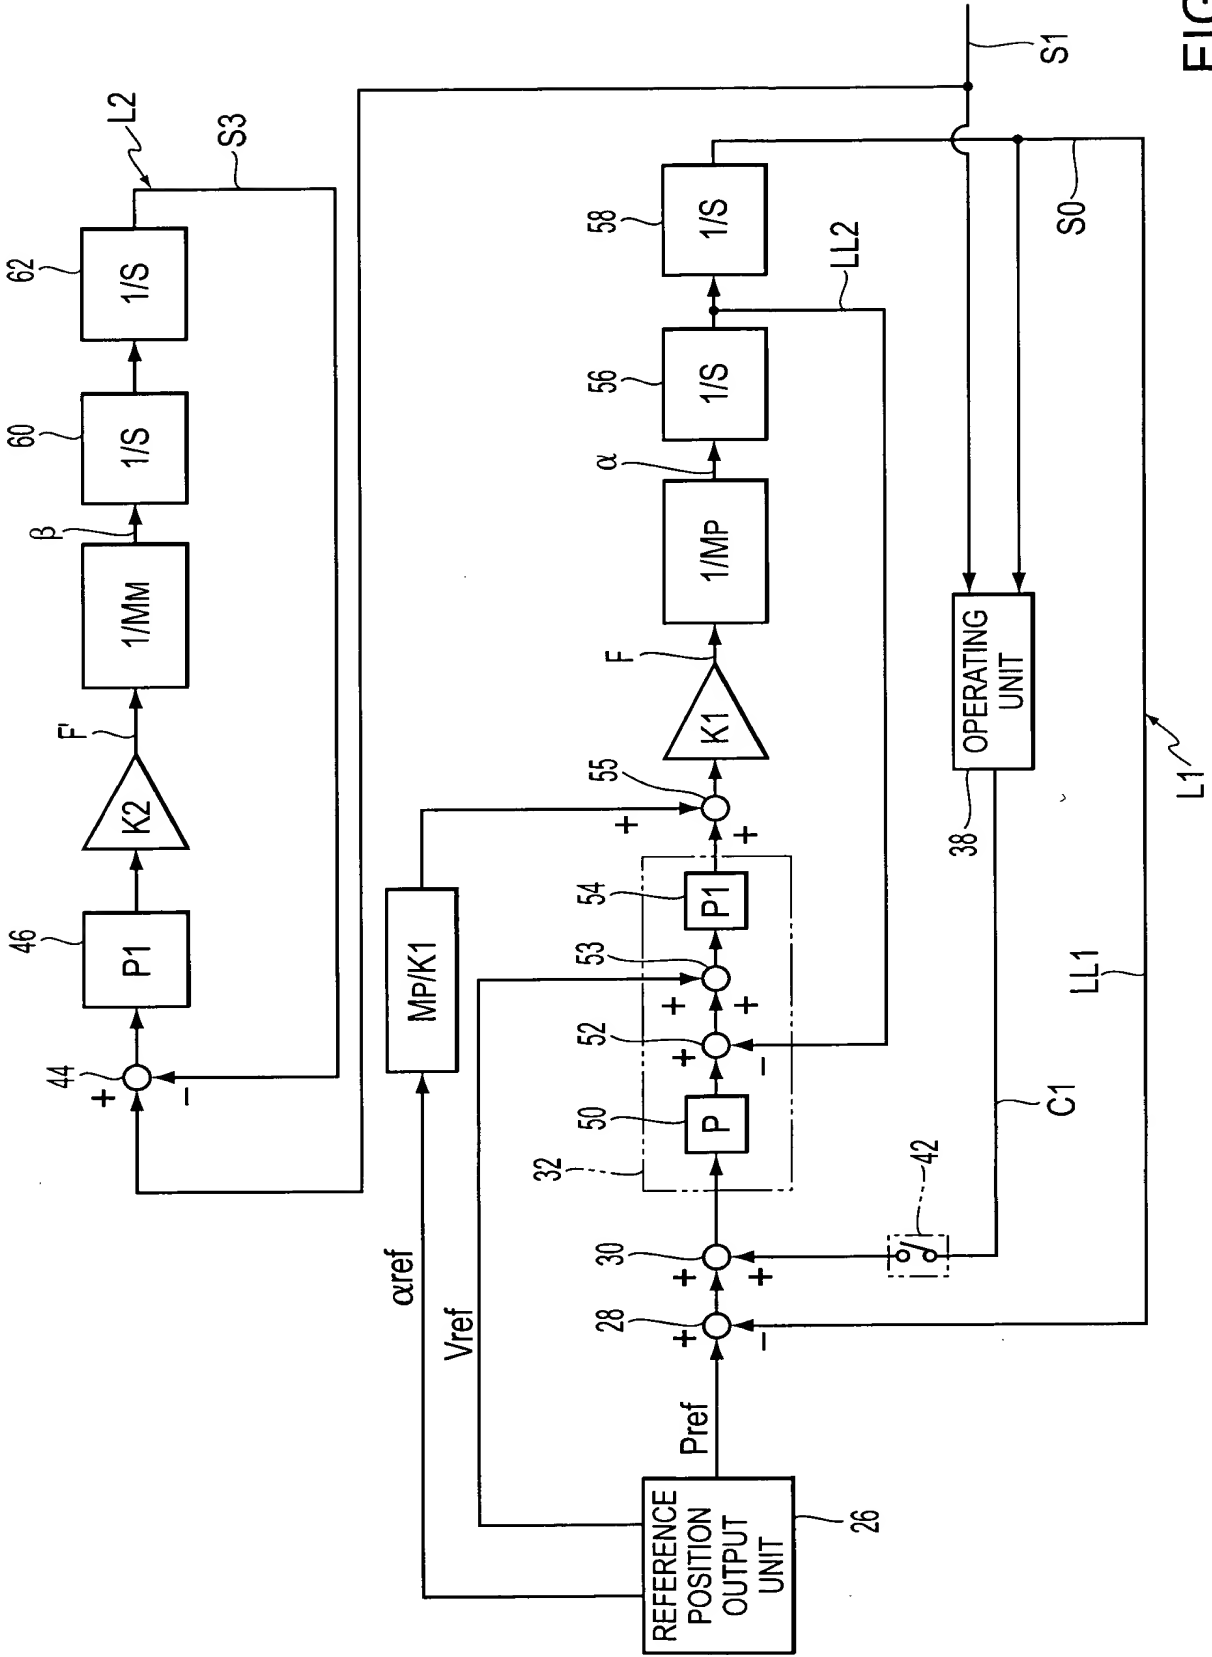 FIG
62
60
β
F'
46
44
+
−
1/S
1/S
1/MM
K2
P1
L2
S3
MP/K1
αref
Vref
58
56
α
F
55
+
+
54
53
+
+
52
+
−
50
32
30
+
+
28
+
−
1/S
1/S
1/MP
K1
P1
P
LL2
Pref
REFERENCE
POSITION
OUTPUT
UNIT
26
S1
S0
OPERATING
UNIT
38
C1
42
LL1
L1